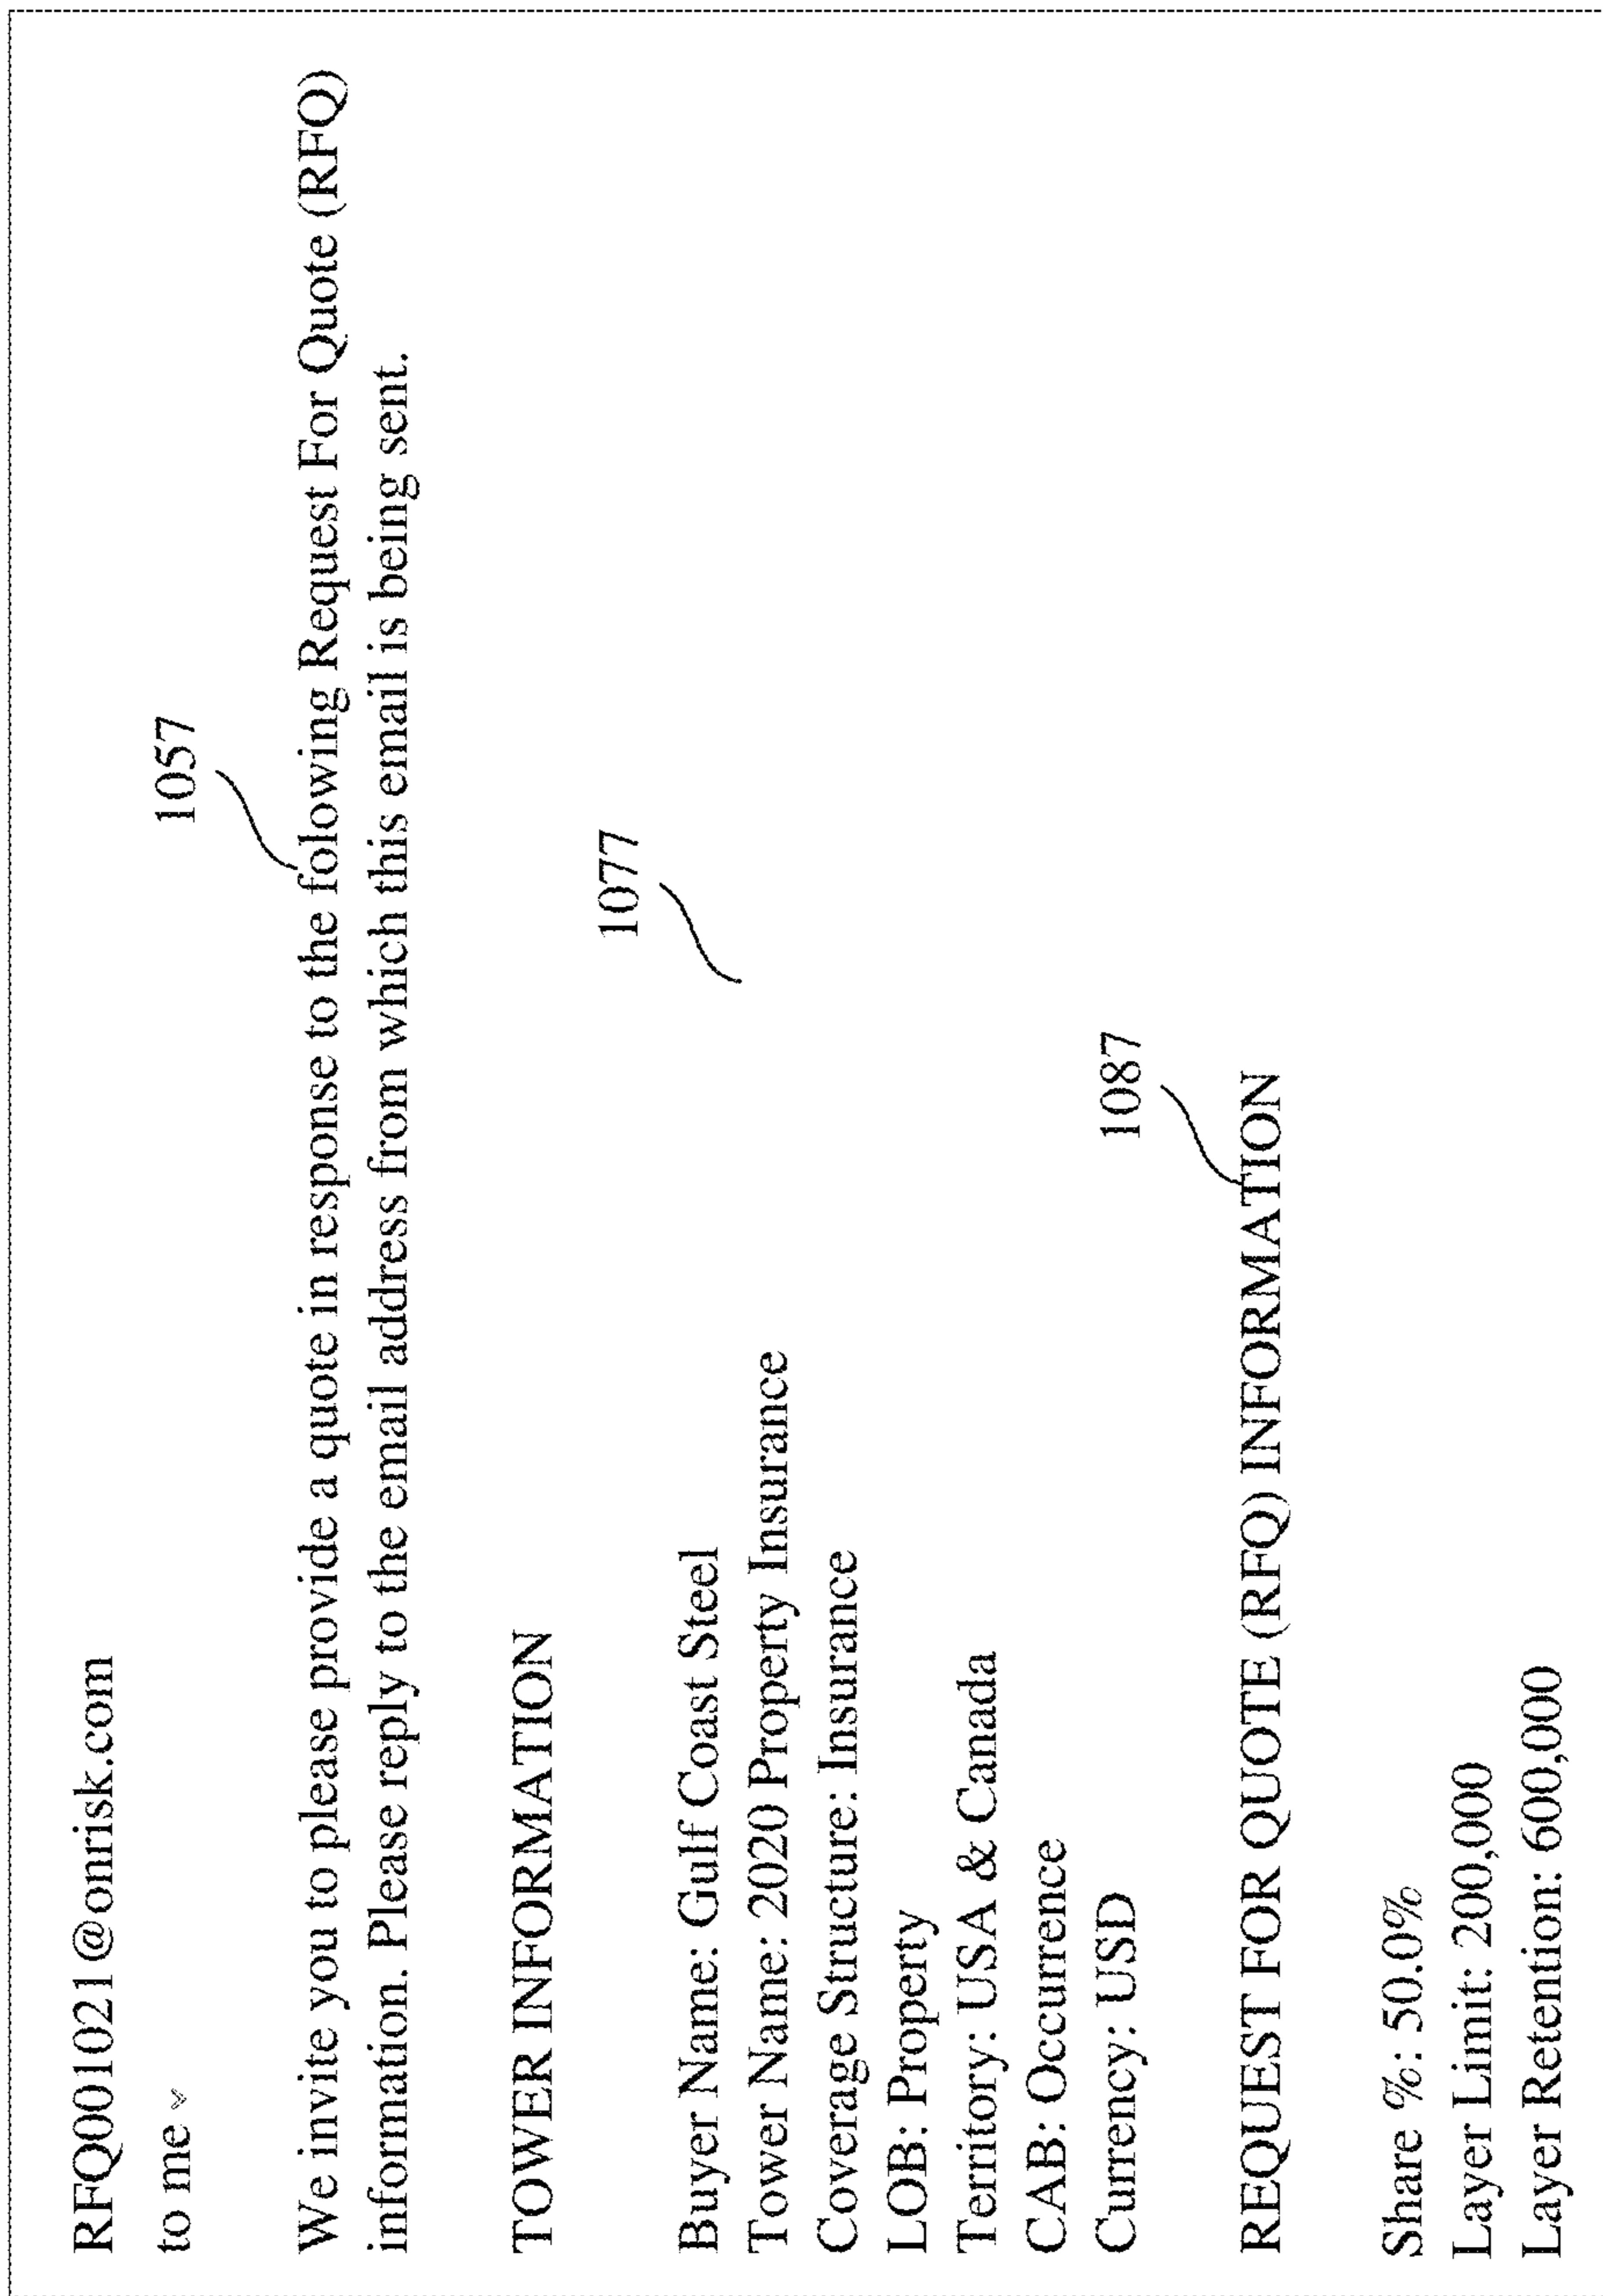 RFQ001021@onrisk.com
to me
1057
We invite you to please provide a quote in response to the following Request For Quote (RFQ)
information. Please reply to the email address from which this email is being sent.
TOWER INFORMATION
1077
Buyer Name: Gulf Coast Steel
Tower Name: 2020 Property Insurance
Coverage Structure: Insurance
LOB: Property
Territory: USA & Canada
CAB: Occurrence
Currency: USD
1087
REQUEST FOR QUOTE (RFQ) INFORMATION
Share %: 50.0%
Layer Limit: 200,000
Layer Retention: 600,000